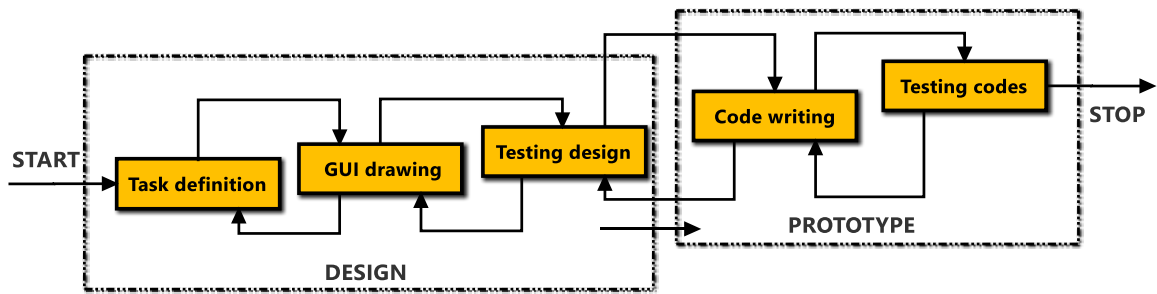 START
Task definition
GUI drawing
Testing design
DESIGN
Code writing
Testing codes
PROTOTYPE
STOP